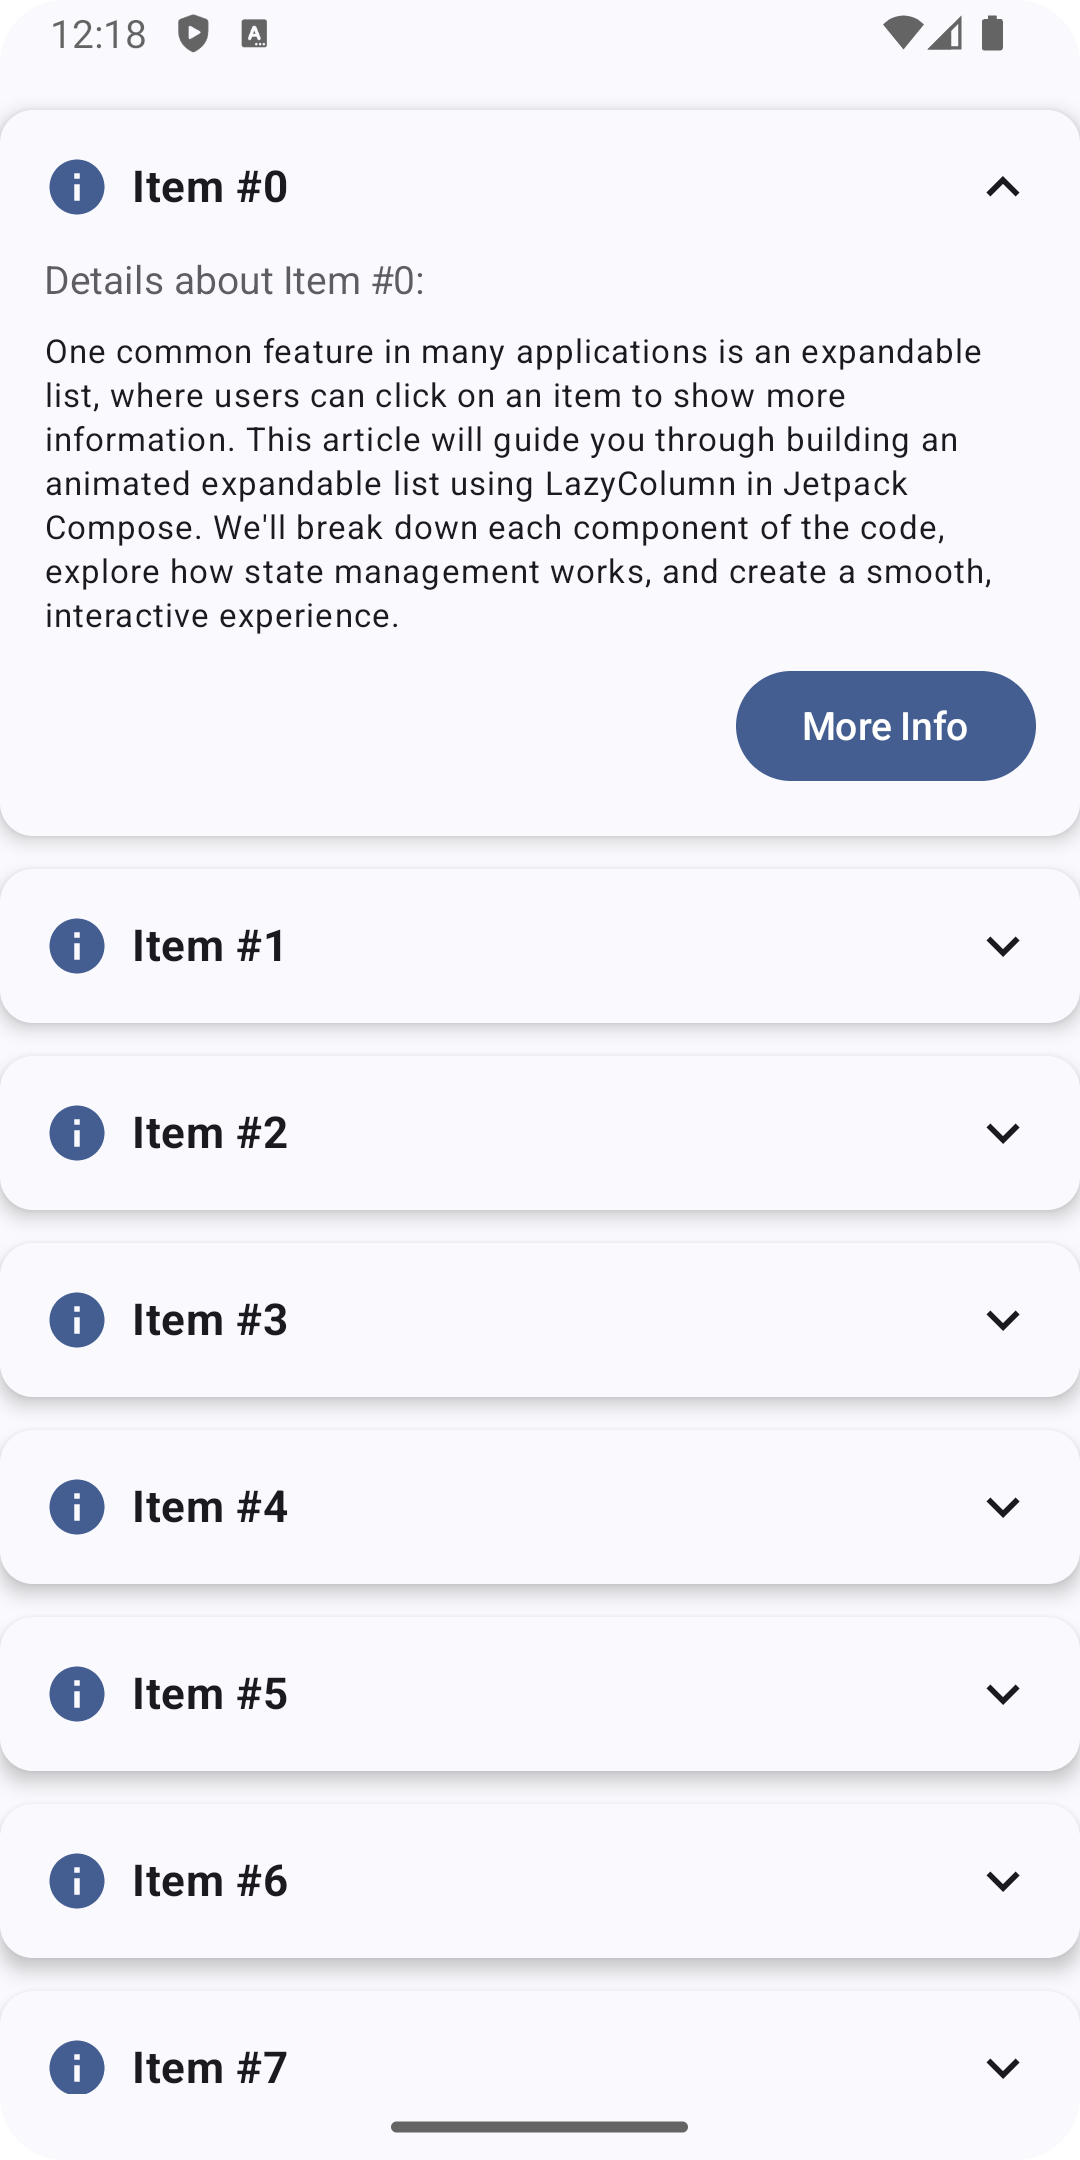 12:18
Item #0
Details about Item #0:
One common feature in many applications is an expandable
list, where users can click on an item to show more
information. This article will guide you through building an
animated expandable list using LazyColumn in Jetpack
Compose. We'll break down each component of the code,
explore how state management works, and create a smooth,
interactive experience.
More Info
Item #1
Item #2
Item #3
Item #4
Item #5
Item #6
Item #7